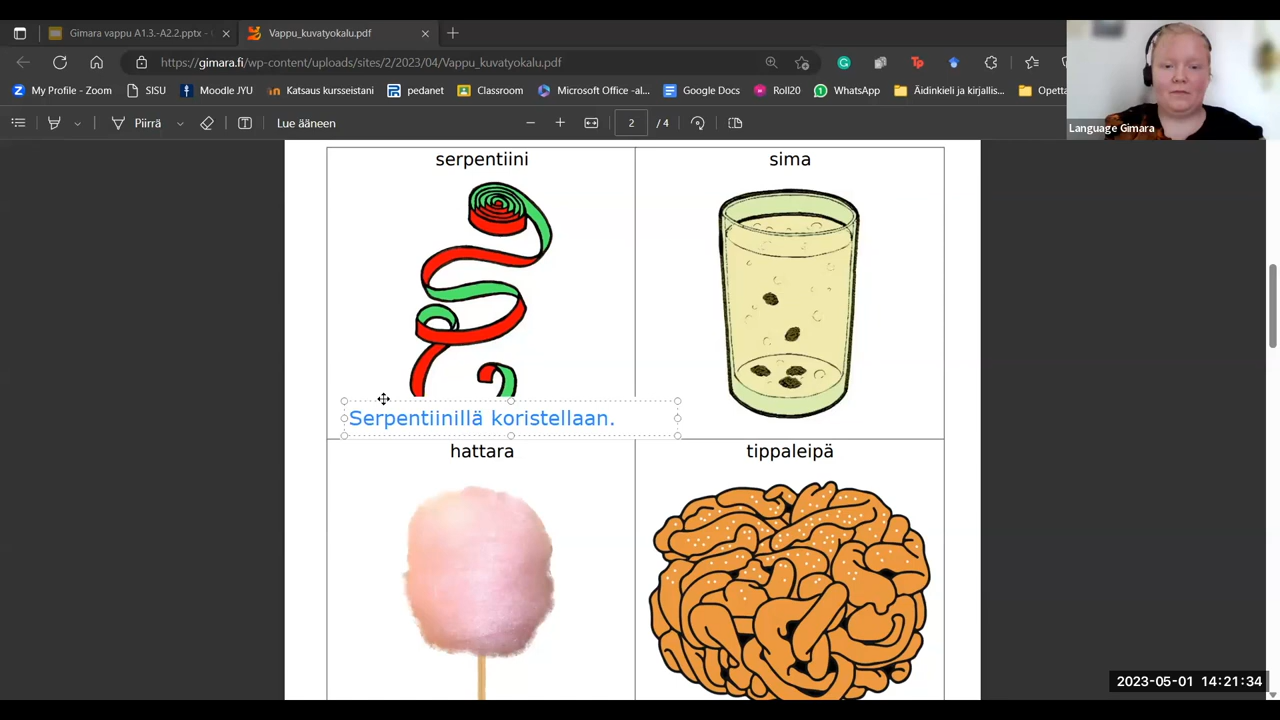 Gimara vappu A1.3.-A2.2.pptx -
Vappu_kuvatyokalu.pdf
https://gimara.fi/wp-content/uploads/sites/2/2023/04/Vappu_kuvatyokalu.pdf
My Profile - Zoom
SISU
Moodle JYU
Katsaus kursseistani
pedanet
Classroom
Microsoft Office -al...
Google Docs
Roll20
WhatsApp
Äidinkieli ja kirjallis...
Opetta
Piirrä
Lue ääneen
2 / 4
Language Gimara
serpentiini
sima
Serpentiinillä koristellaan.
hattara
tippaleipä
2023-05-01 14:21:34